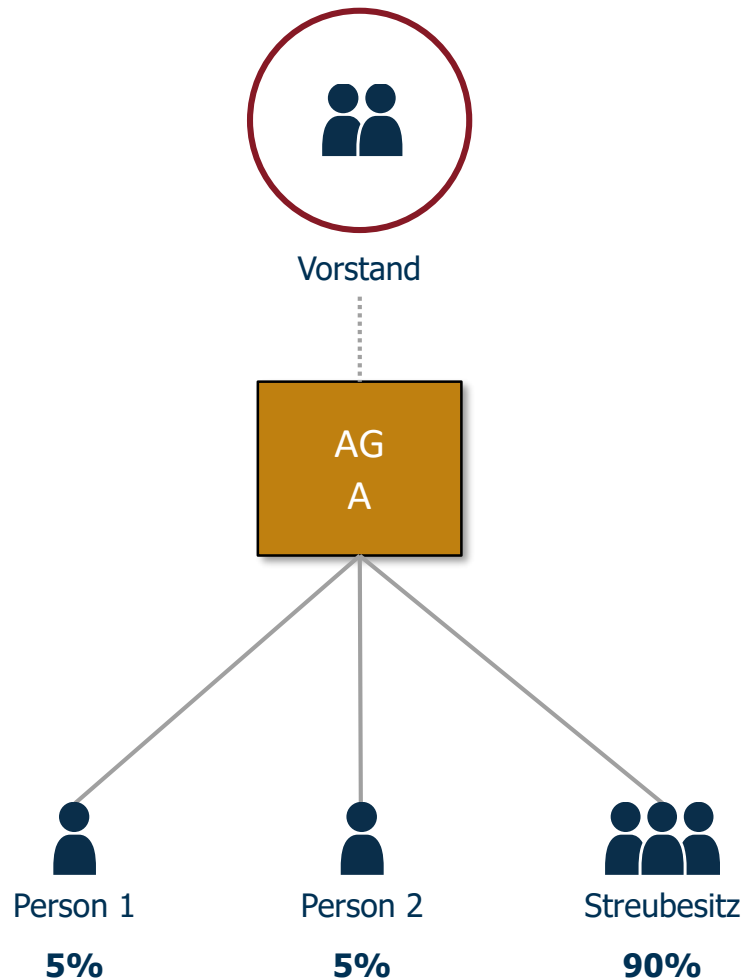 Vorstand
AG
A
Person 1
Person 2
Streubesitz
5%
5%
90%